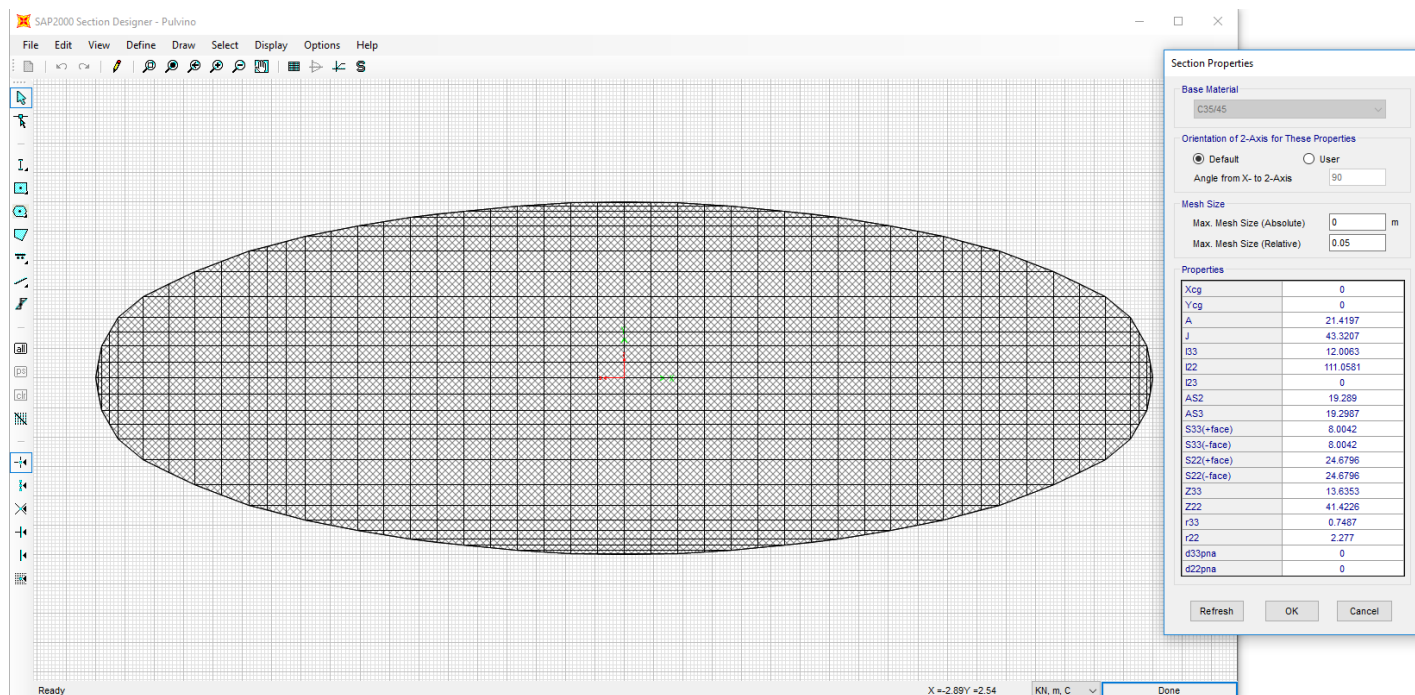 SAP2000 Section Designer - Pulvino
File Edit View Define Draw Select Display Options Help
S
all
ps
clr
Ready
X =-2.89Y =2.54
KN, m, C
Done
Section Properties
Base Material
C35/45
Orientation of 2-Axis for These Properties
Default User
Angle from X- to 2-Axis 90
Mesh Size
Max. Mesh Size (Absolute) 0 m
Max. Mesh Size (Relative) 0.05
Properties
Xcg 0
Ycg 0
A 21.4197
J 43.3207
I33 12.0063
I22 111.0581
I23 0
AS2 19.289
AS3 19.2987
S33(+face) 8.0042
S33(-face) 8.0042
S22(+face) 24.6796
S22(-face) 24.6796
Z33 13.6353
Z22 41.4226
r33 0.7487
r22 2.277
d33pna 0
d22pna 0
Refresh OK Cancel